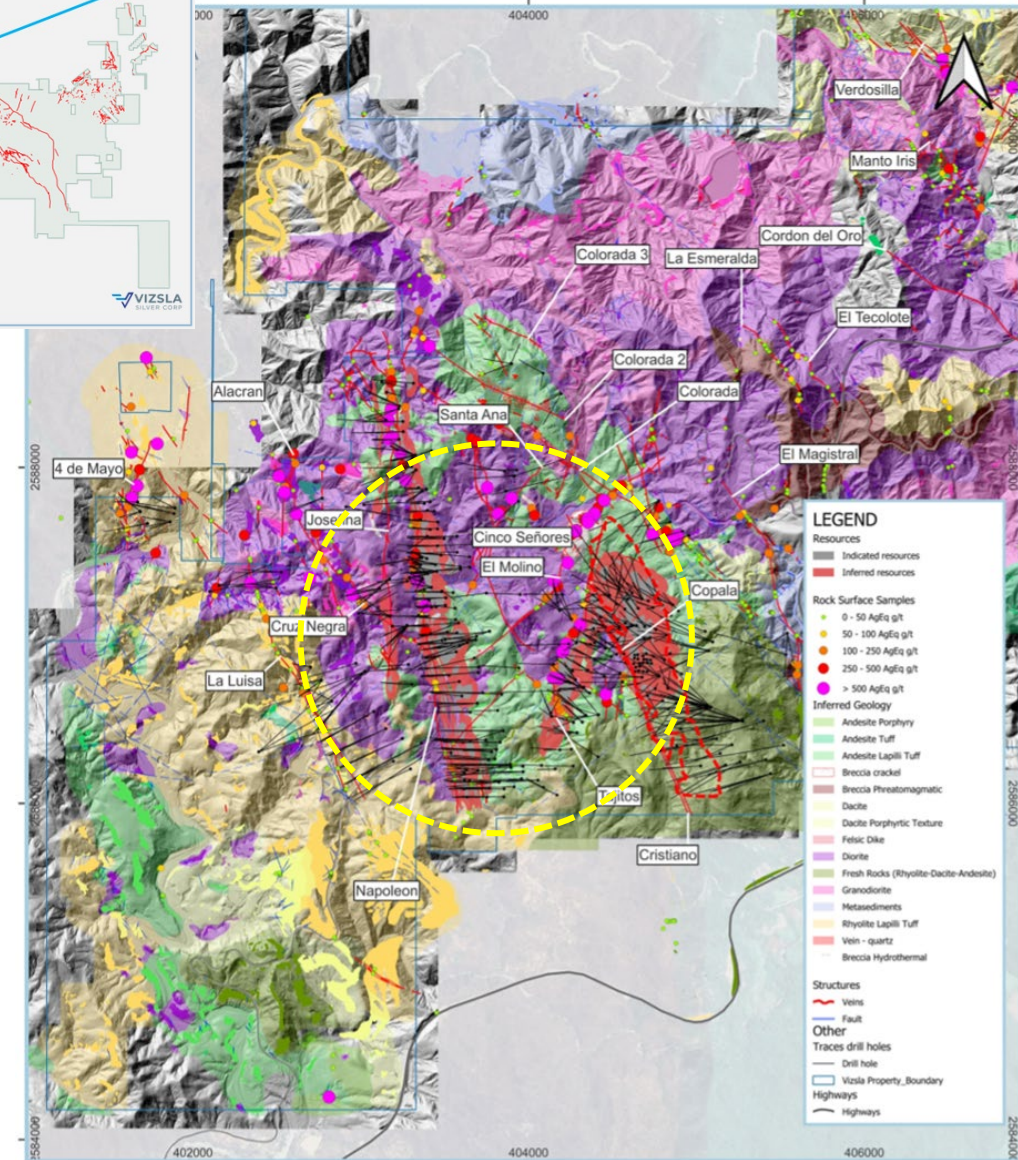 000
404000
406000
Verdosilla
Manto Iris
Cordon del Oro
Colorada 3
La Esmeralda
El Tecolote
VIZSLA
SILVER CORP
Colorada 2
Alacran
Colorada
Santa Ana
El Magistral
4 de Mayo
2588000
Josefina
Cinco Señores
El Molino
Copala
Cruz Negra
La Luisa
Tajitos
Cristiano
Napoleon
2586000
LEGEND
Resources
Indicated resources
Inferred resources
Rock Surface Samples
0 - 50 AgEq g/t
50 - 100 AgEq g/t
100 - 250 AgEq g/t
250 - 500 AgEq g/t
> 500 AgEq g/t
Inferred Geology
Andesite Porphyry
Andesite Tuff
Andesite Lapilli Tuff
Breccia crackel
Breccia Phreatomagmatic
Dacite
Dacite Porphyrtic Texture
Felsic Dike
Diorite
Fresh Rocks (Rhyolite-Dacite-Andesite)
Granodiorite
Metasediments
Rhyolite Lapilli Tuff
Vein - quartz
Breccia Hydrothermal
Structures
Veins
Fault
Other
Traces drill holes
Drill hole
Vizsla Property_Boundary
Highways
Highways
2584000
2584000
402000
404000
406000